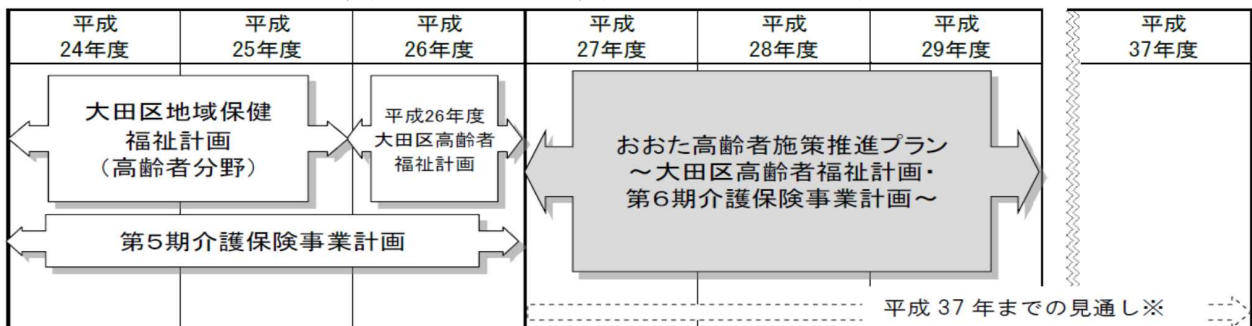 平成
24年度
平成
25年度
平成
26年度
平成
27年度
平成
28年度
平成
29年度
平成
37年度
大田区地域保健
福祉計画
（高齢者分野）
平成26年度
大田区高齢者
福祉計画
おおた高齢者施策推進プラン
～大田区高齢者福祉計画・
第６期介護保険事業計画～
第５期介護保険事業計画
平成 37 年までの見通し※